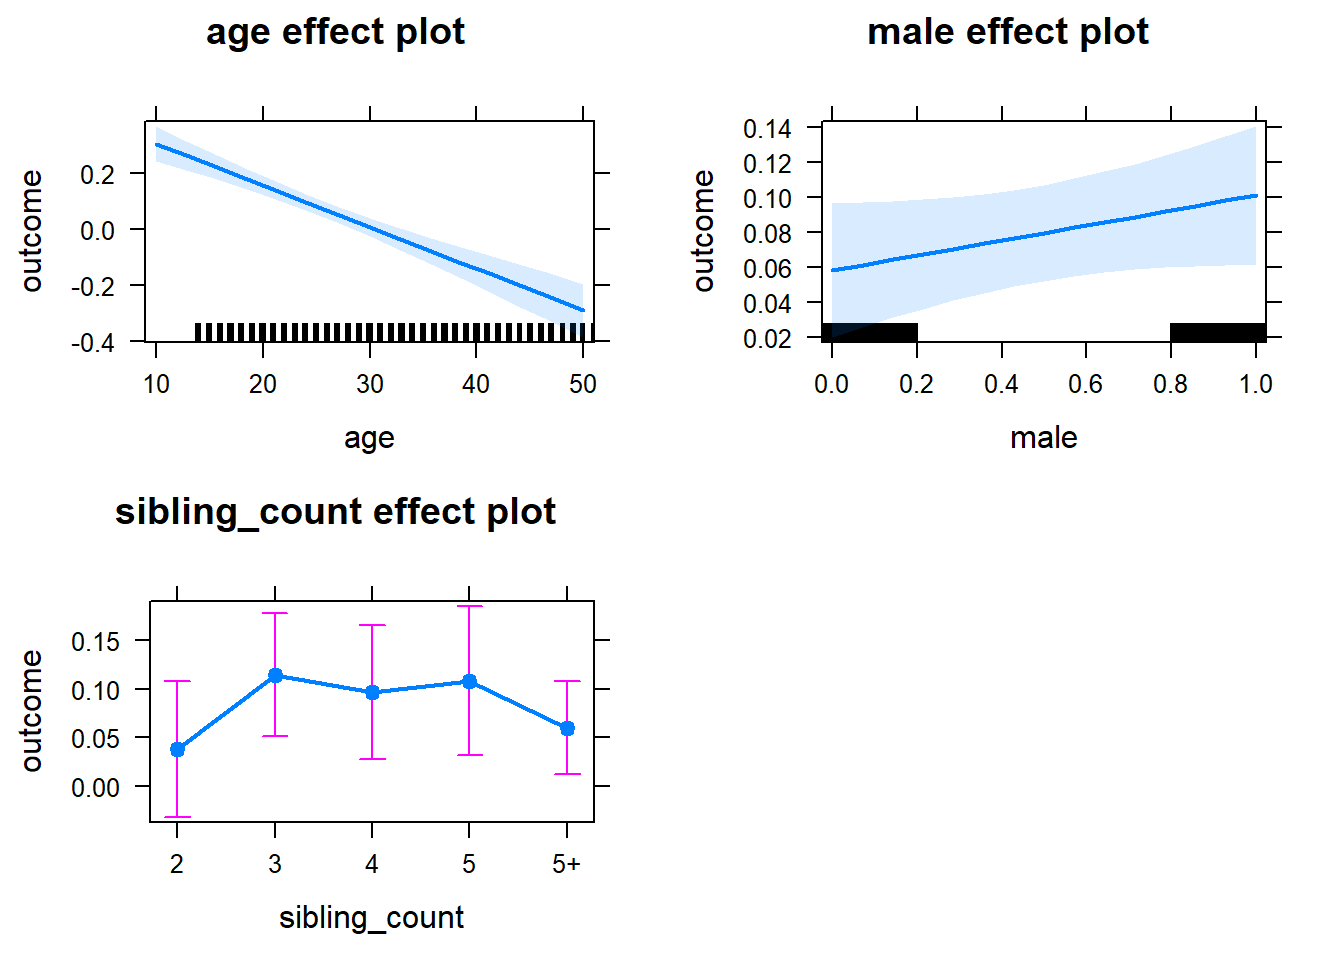 age effect plot
outcome
0.2
0.0
-0.2
-0.4
10 20 30 40 50
age
male effect plot
outcome
0.14
0.12
0.10
0.08
0.06
0.04
0.02
0.0 0.2 0.4 0.6 0.8 1.0
male
sibling_count effect plot
outcome
0.15
0.10
0.05
0.00
2 3 4 5 5+
sibling_count